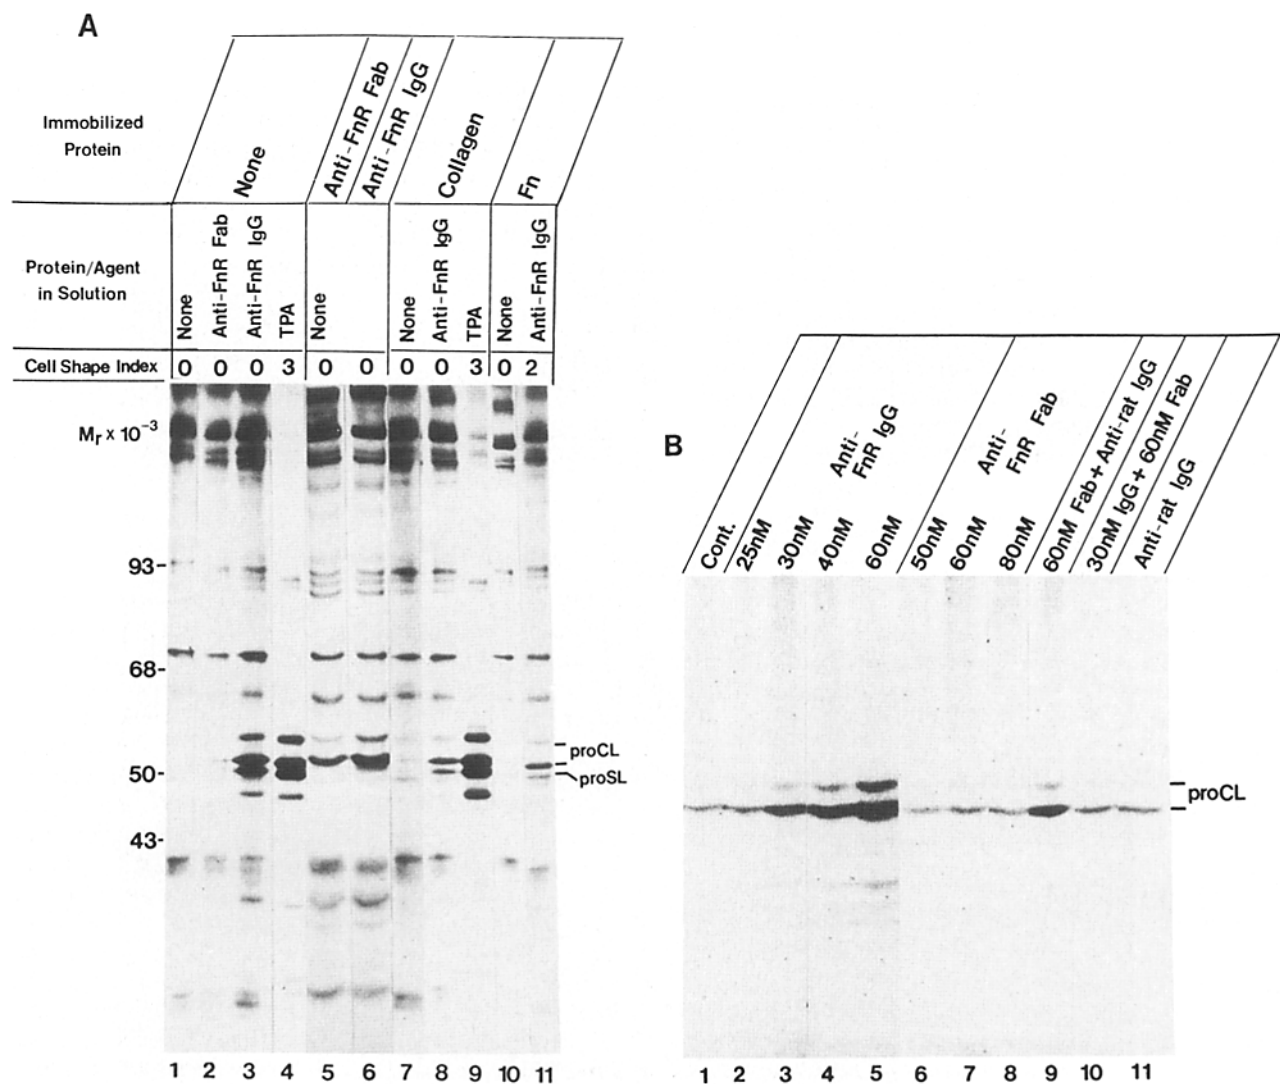 A
Immobilized
Protein
None
Anti-FnR Fab
Anti-FnR IgG
Collagen
Fn
Protein/Agent
in Solution
None
Anti-FnR Fab
Anti-FnR IgG
TPA
None
None
Anti-FnR IgG
TPA
None
Anti-FnR IgG
Cell Shape Index
0 0 0 3 0 0 0 0 3 0 2
Mr x 10-3
93-
68-
50-
43-
proCL
proSL
1 2 3 4 5 6 7 8 9 10 11
B
Cont.
25nM
30nM
40nM
60nM
Anti-
FnR IgG
50nM
60nM
80nM
Anti-
FnR Fab
60nM Fab + Anti-rat IgG
30nM IgG + 60nM Fab
Anti-rat IgG
proCL
1 2 3 4 5 6 7 8 9 10 11